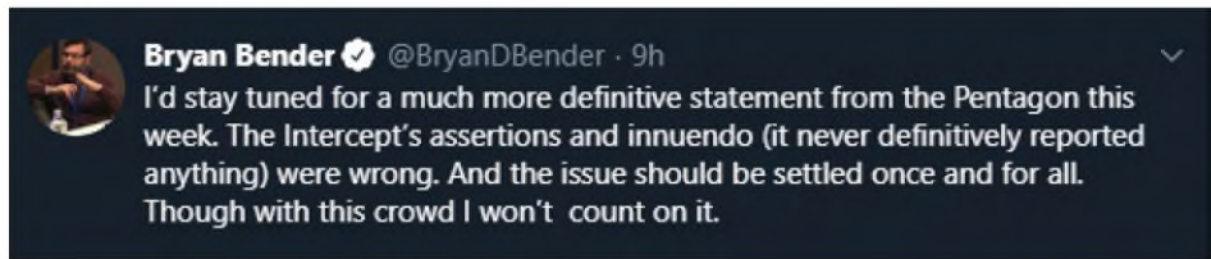 Bryan Bender @BryanDBender · 9h
I'd stay tuned for a much more definitive statement from the Pentagon this
week. The Intercept's assertions and innuendo (it never definitively reported
anything) were wrong. And the issue should be settled once and for all.
Though with this crowd I won't  count on it.